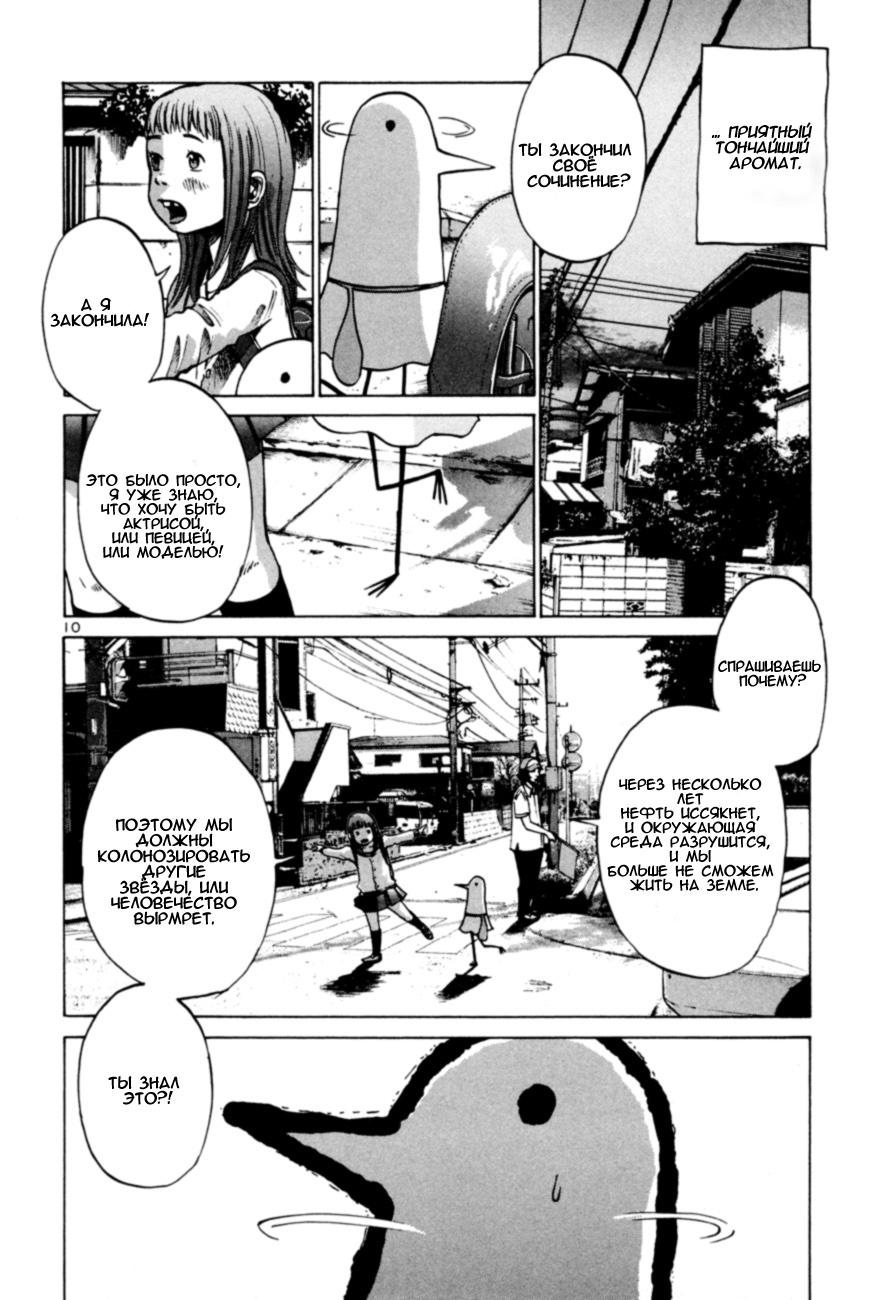 ... ПРИЯТНЫЙ
ТОНЧАЙШИЙ
АРОМАТ.
ТЫ ЗАКОНЧИЛ
СВОЁ
СОЧИНЕНИЕ?
А Я
ЗАКОНЧИЛА!
ЭТО БЫЛО ПРОСТО,
Я УЖЕ ЗНАЮ,
ЧТО ХОЧУ БЫТЬ
АКТРИСОЙ,
ИЛИ ПЕВИЦЕЙ,
ИЛИ МОДЕЛЬЮ!
10
СПРАШИВАЕШЬ
ПОЧЕМУ?
ЧЕРЕЗ НЕСКОЛЬКО
ЛЕТ
НЕФТЬ ИССЯКНЕТ,
И ОКРУЖАЮЩАЯ
СРЕДА РАЗРУШИТСЯ,
И МЫ
БОЛЬШЕ НЕ СМОЖЕМ
ЖИТЬ НА ЗЕМЛЕ.
ПОЭТОМУ МЫ
ДОЛЖНЫ
КОЛОНОЗИРОВАТЬ
ДРУГИЕ
ЗВЁЗДЫ, ИЛИ
ЧЕЛОВЕЧЕСТВО
ВЫРМРЕТ.
ТЫ ЗНАЛ
ЭТО?!